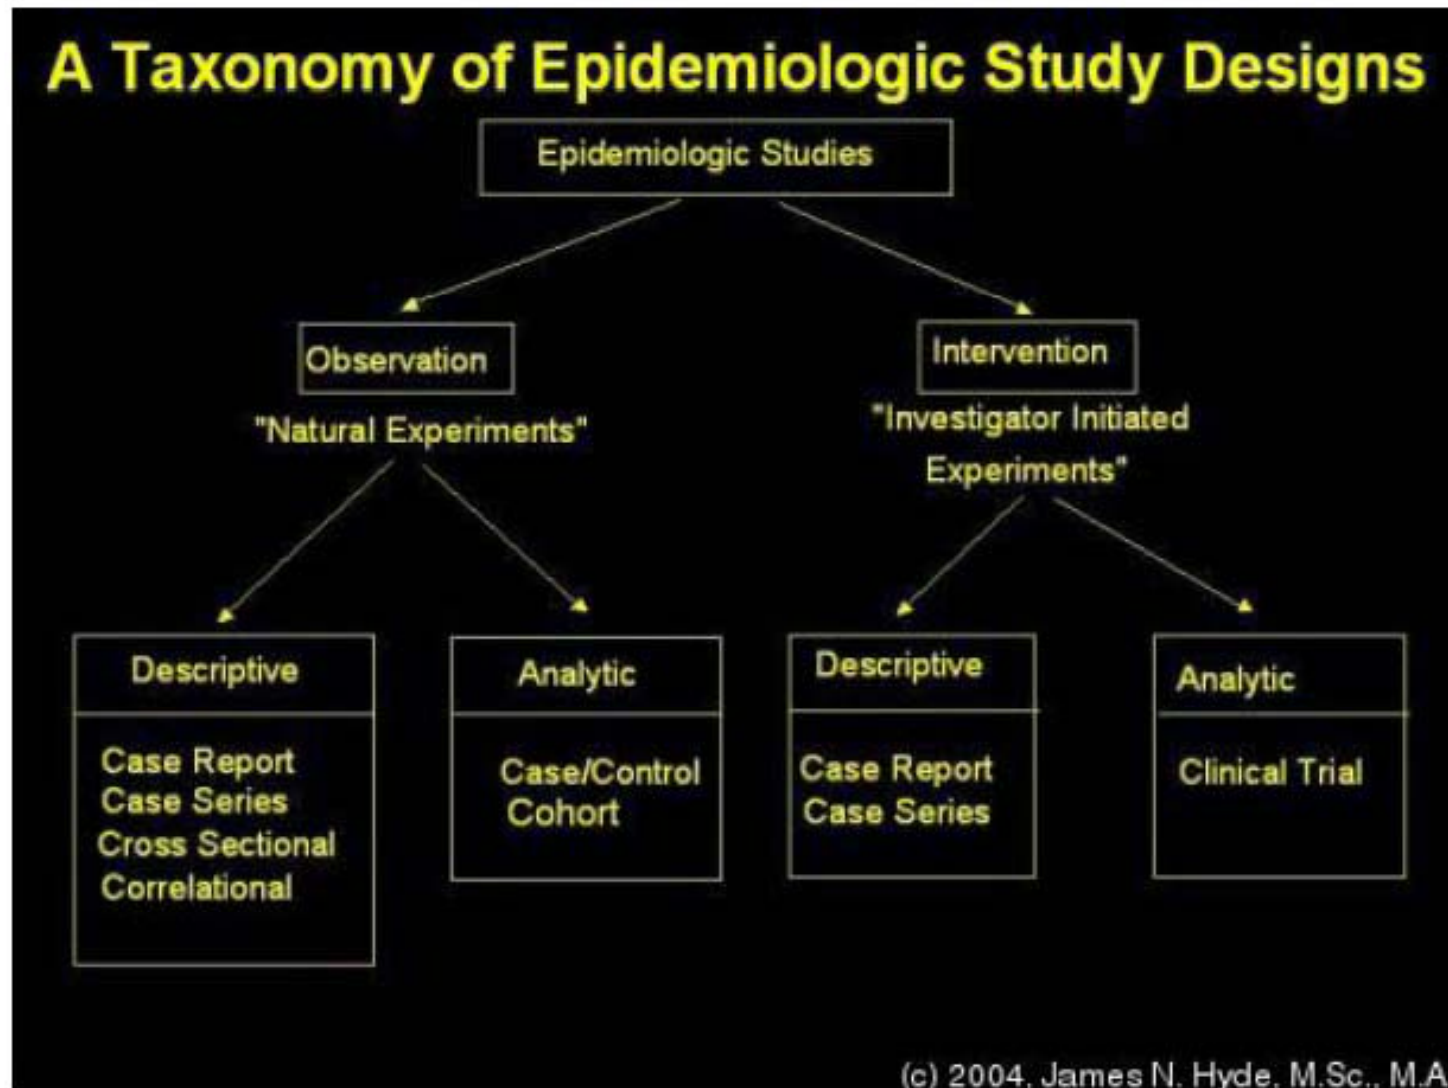 A Taxonomy of Epidemiologic Study Designs
Epidemiologic Studies
Observation
"Natural Experiments"
Intervention
"Investigator Initiated
Experiments"
Descriptive
Case Report
Case Series
Cross Sectional
Correlational
Analytic
Case/Control
Cohort
Descriptive
Case Report
Case Series
Analytic
Clinical Trial
(c) 2004, James N. Hyde, M.Sc., M.A